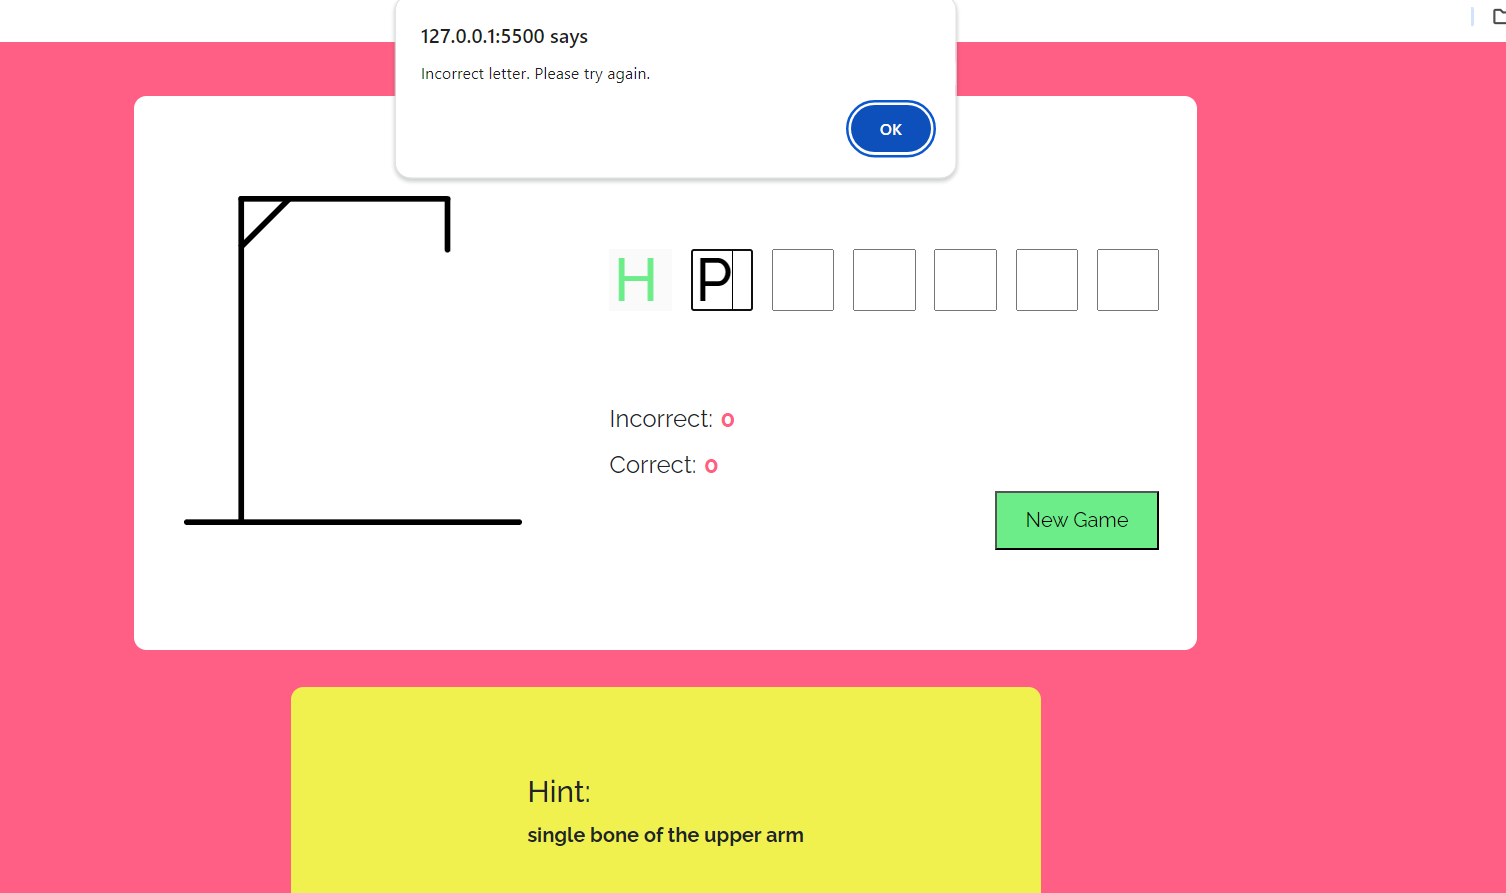 127.0.0.1:5500 says
Incorrect letter. Please try again.
OK
H P
Incorrect: 0
Correct: 0
New Game
Hint:
single bone of the upper arm